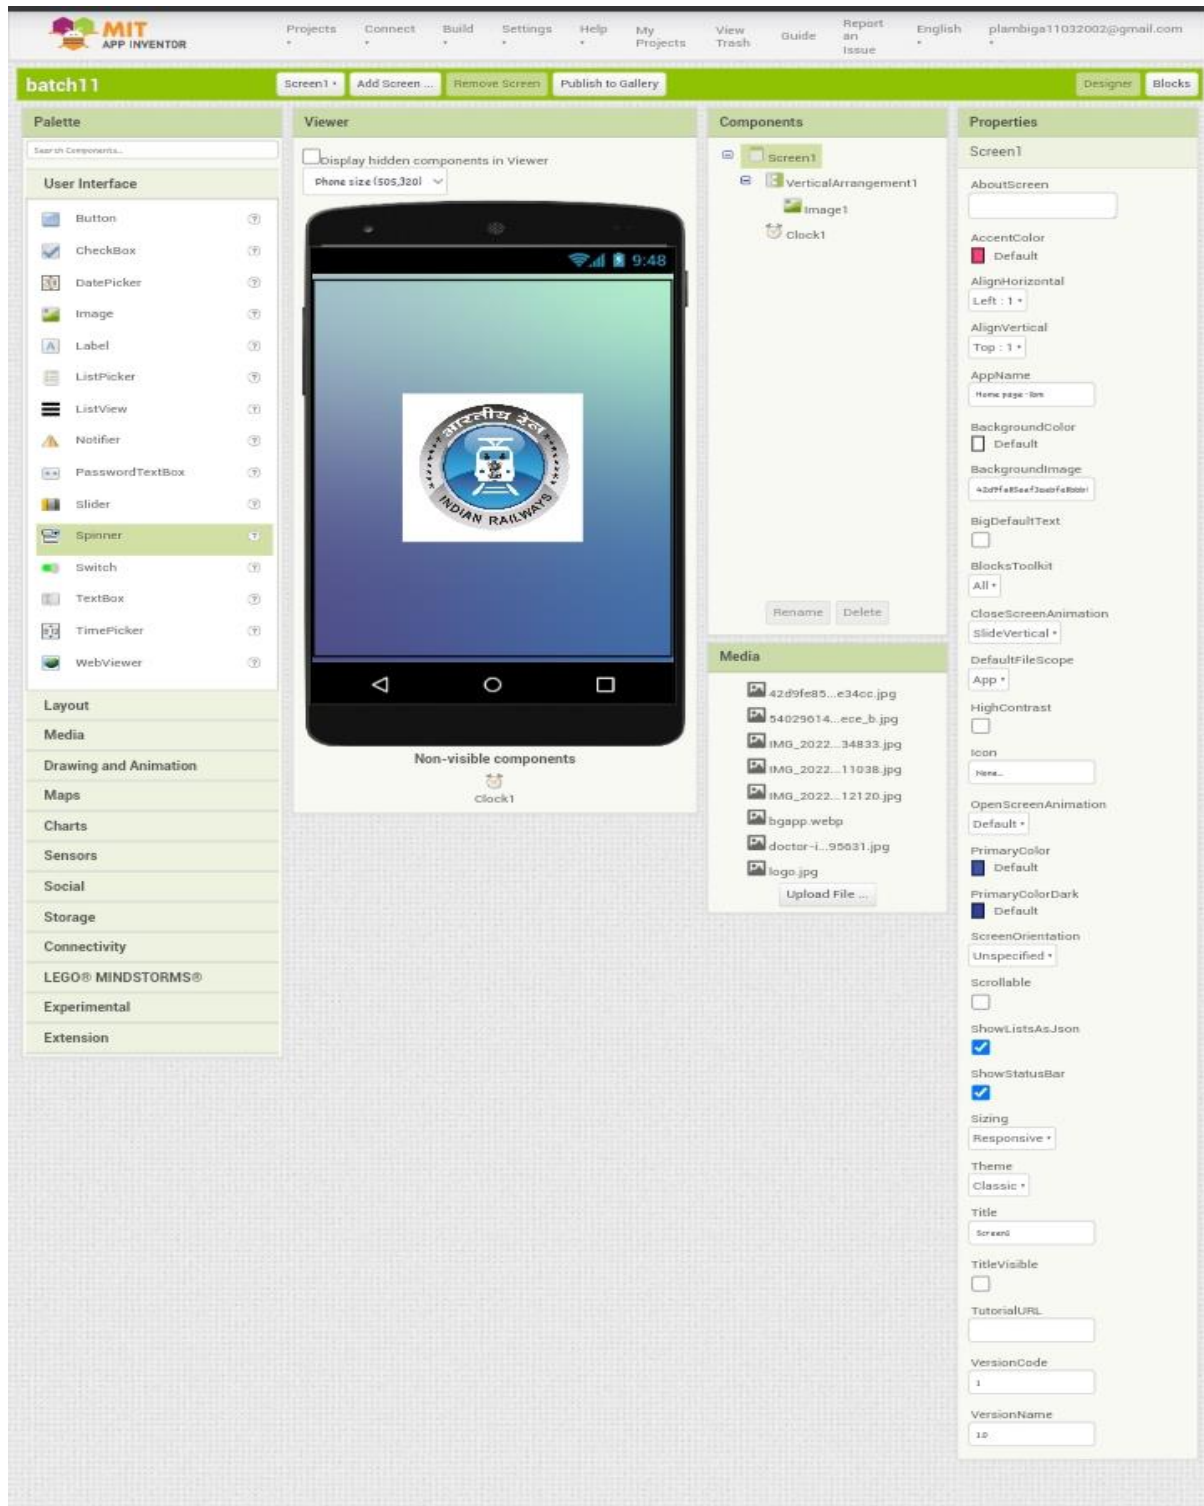 MIT
APP INVENTOR
Projects Connect Build Settings Help My Projects View Trash Guide Report an Issue English plambiga11032002@gmail.com
batch11
Screen1 Add Screen ... Remove Screen Publish to Gallery Designer Blocks
Palette
Search Components...
User Interface
Button
CheckBox
DatePicker
Image
Label
ListPicker
ListView
Notifier
PasswordTextBox
Slider
Spinner
Switch
TextBox
TimePicker
WebViewer
Layout
Media
Drawing and Animation
Maps
Charts
Sensors
Social
Storage
Connectivity
LEGO® MINDSTORMS®
Experimental
Extension
Viewer
Display hidden components in Viewer
Phone size (505,320)
9:48
भारतीय रेल
INDIAN RAILWAYS
Non-visible components
Clock1
Components
Screen1
VerticalArrangement1
Image1
Clock1
Rename Delete
Media
42d9fe85...e34cc.jpg
54029614...ece_b.jpg
IMG_2022...34833.jpg
IMG_2022...11038.jpg
IMG_2022...12120.jpg
bgapp.webp
doctor-i...95631.jpg
logo.jpg
Upload File ...
Properties
Screen1
AboutScreen
AccentColor
Default
AlignHorizontal
Left : 1
AlignVertical
Top : 1
AppName
Home page -
BackgroundColor
Default
BackgroundImage
BigDefaultText
BlocksToolkit
All
CloseScreenAnimation
SlideVertical
DefaultFileScope
App
HighContrast
Icon
None...
OpenScreenAnimation
Default
PrimaryColor
Default
PrimaryColorDark
Default
ScreenOrientation
Unspecified
Scrollable
ShowListsAsJson
ShowStatusBar
Sizing
Responsive
Theme
Classic
Title
Screen1
TitleVisible
TutorialURL
VersionCode
1
VersionName
1.0